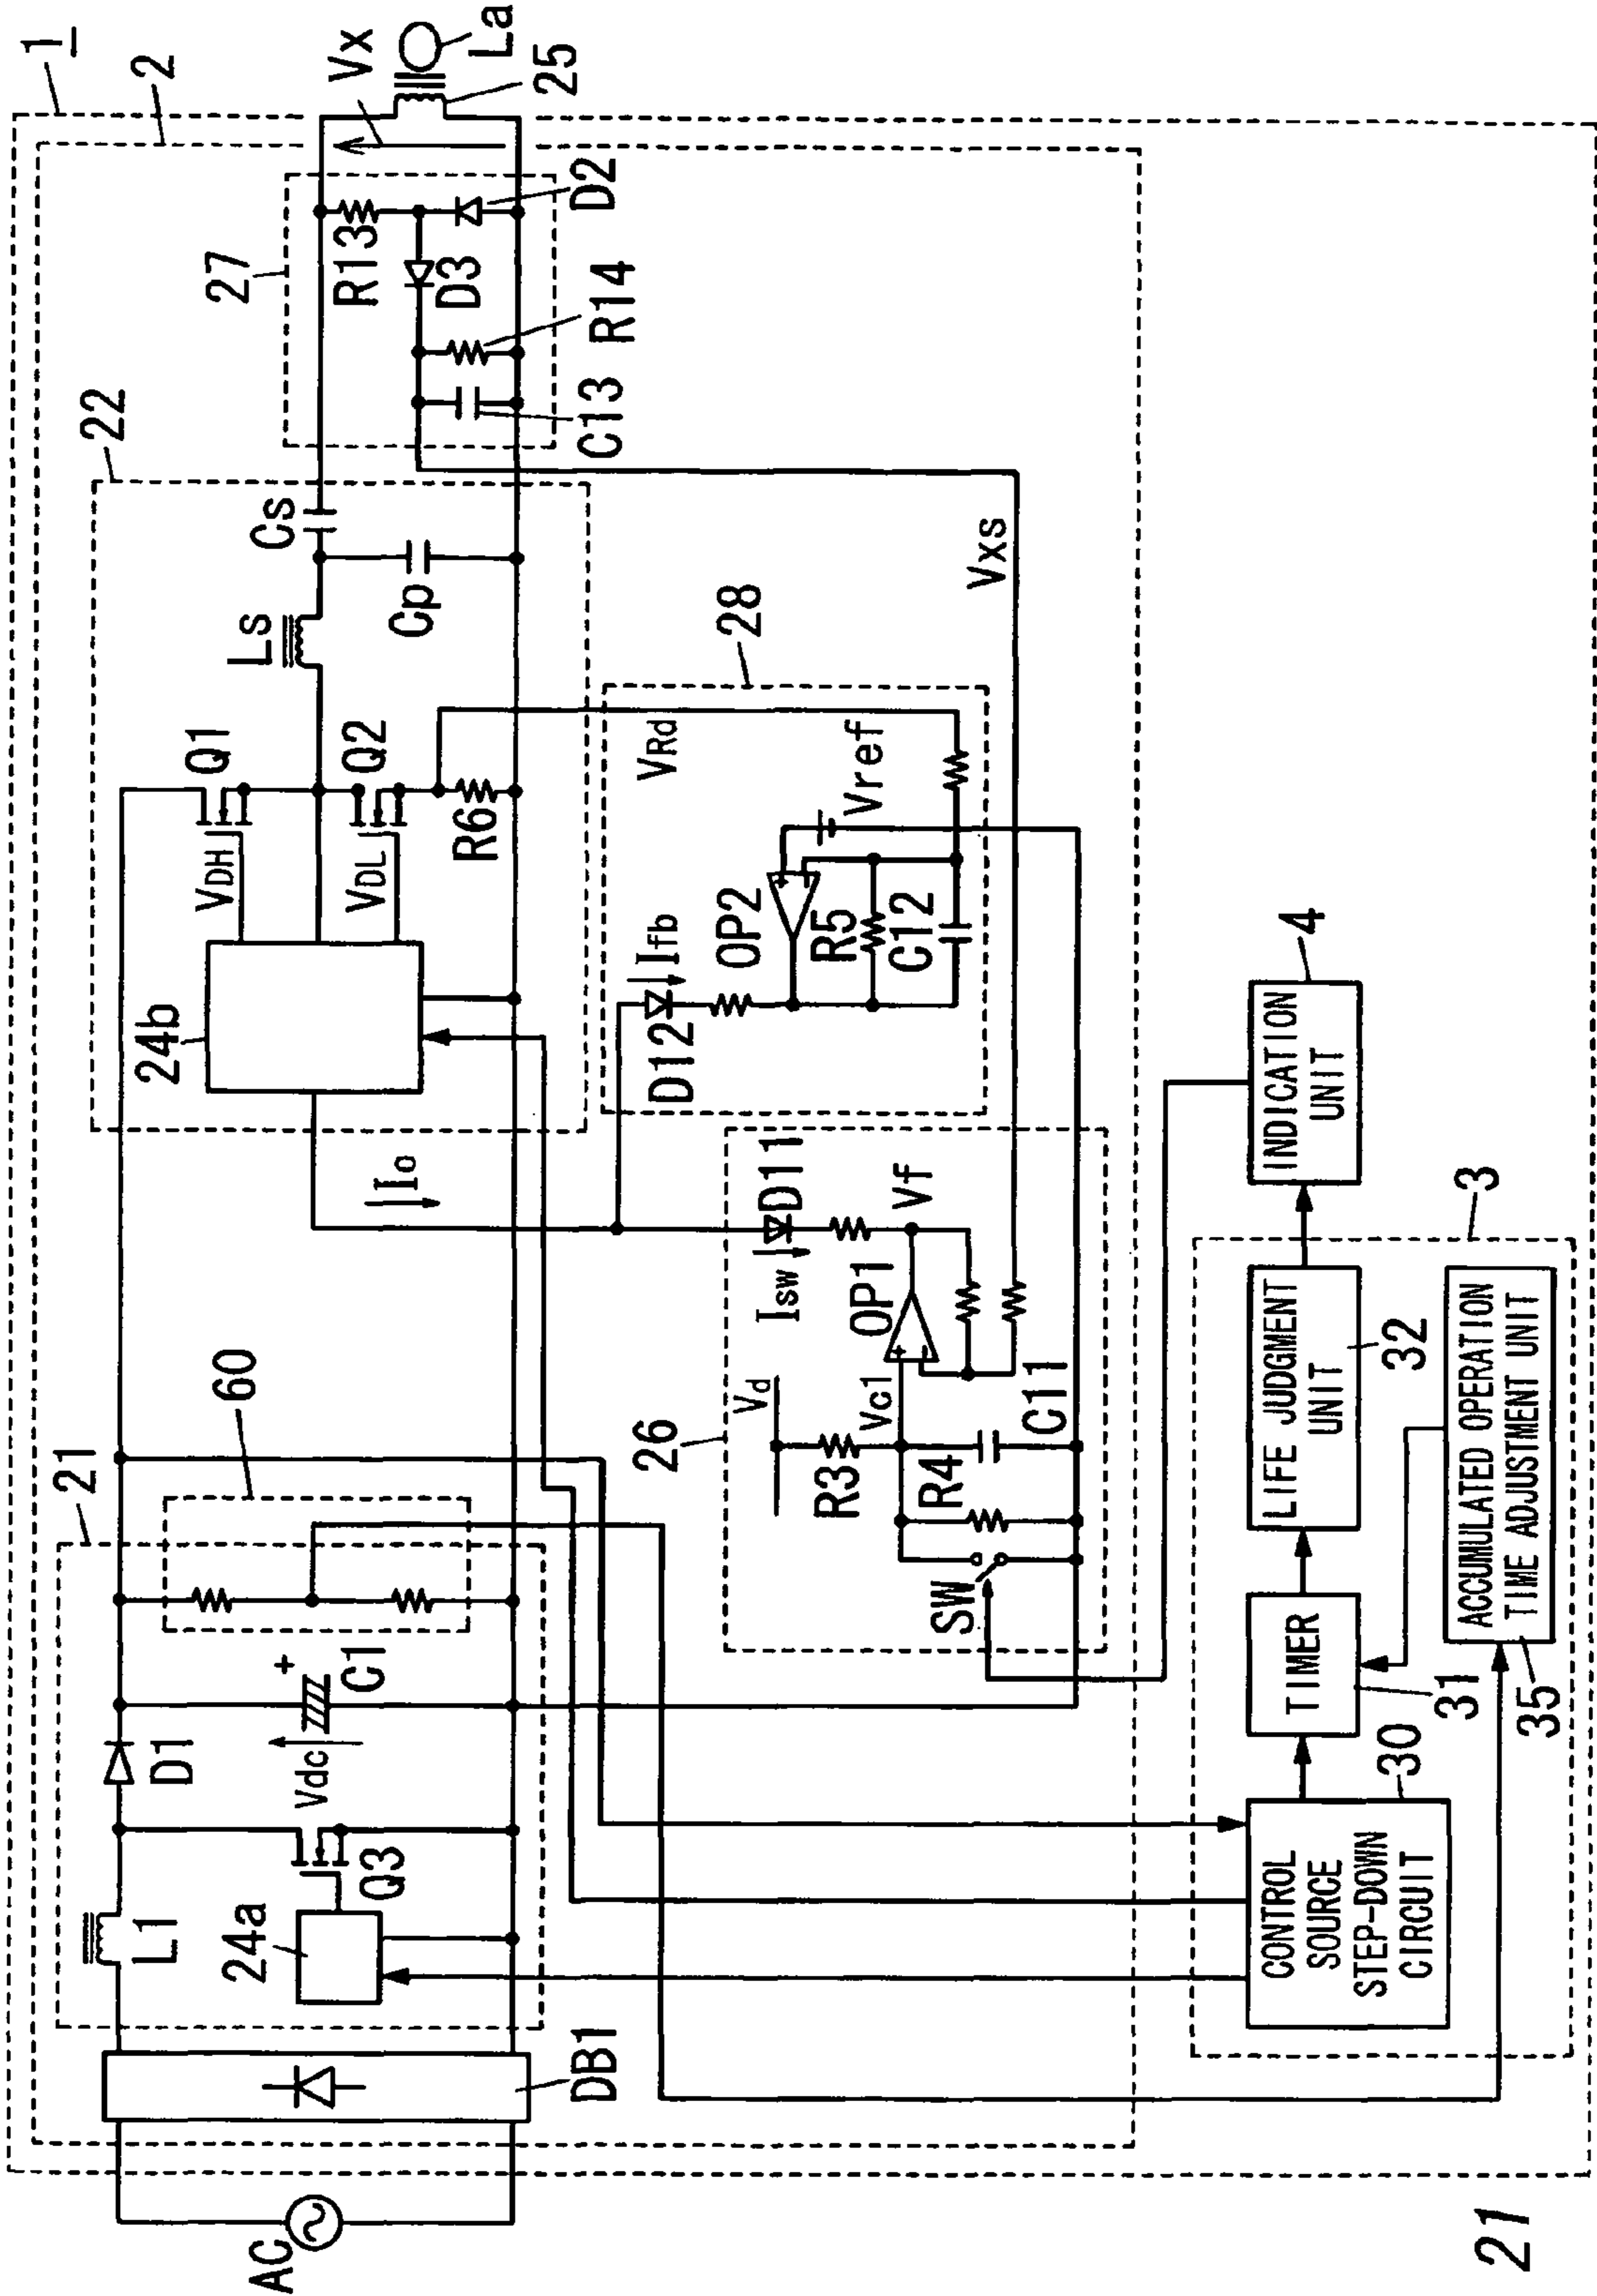 1
2
21
60
22
27
Vx
La
25
AC
DB1
L1
24a
Q3
D1
Vdc
+
C1
24b
VDH
VDL
Q1
Q2
R6
Ls
Cs
Cp
R13
D3
D2
R14
C13
Io
26
Vd
R3
Vc1
R4
C11
SW
OP1
+
Isw
D11
Vf
28
VRd
Vref
Ifb
D12
OP2
+
R5
C12
Vxs
CONTROL
SOURCE
STEP-DOWN
CIRCUIT
30
TIMER
31
LIFE JUDGMENT
UNIT
32
INDICATION
UNIT
4
3
ACCUMULATED OPERATION
TIME ADJUSTMENT UNIT
35
21